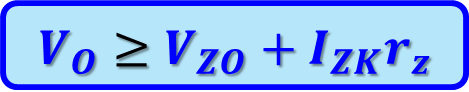 V_O ≥ V_ZO + I_ZK r_z